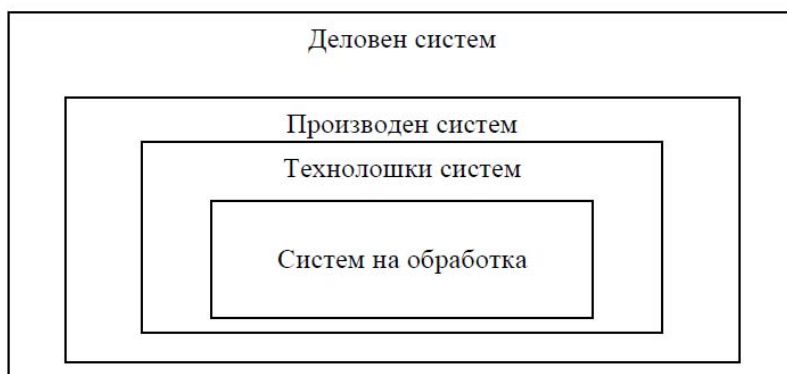 Деловен систем
Производен систем
Технолошки систем
Систем на обработка